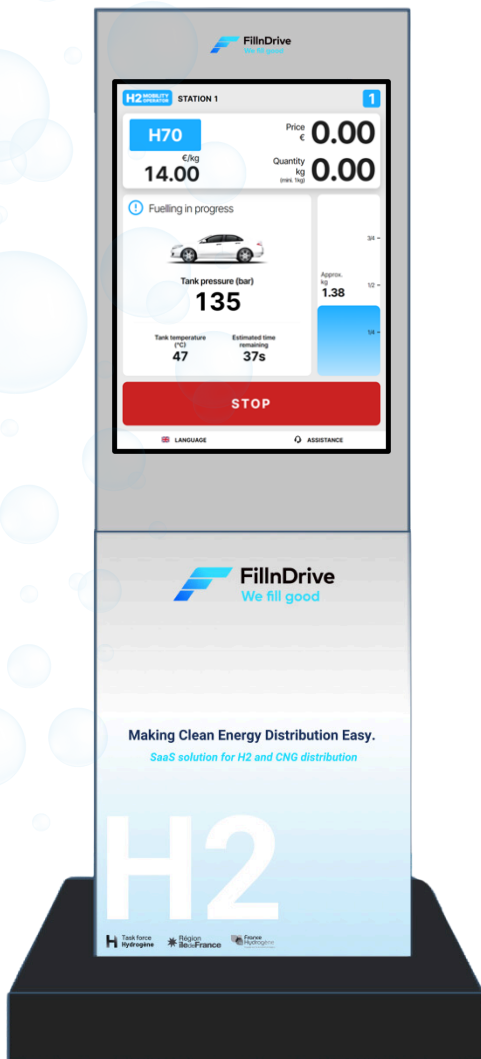 FillnDrive
We fill good
H2 MOBILITY OPERATOR STATION 1 1
H70
Price € 0.00
€/kg
14.00
Quantity kg (mini. 1kg) 0.00
Fuelling in progress
3/4
Tank pressure (bar)
135
Approx. kg
1.38
1/2
1/4
Tank temperature (°C)
47
Estimated time remaining
37s
STOP
LANGUAGE ASSISTANCE
FillnDrive
We fill good
Making Clean Energy Distribution Easy.
SaaS solution for H2 and CNG distribution
H2
Task force
Hydrogène
Région
îledeFrance
France
Hydrogène